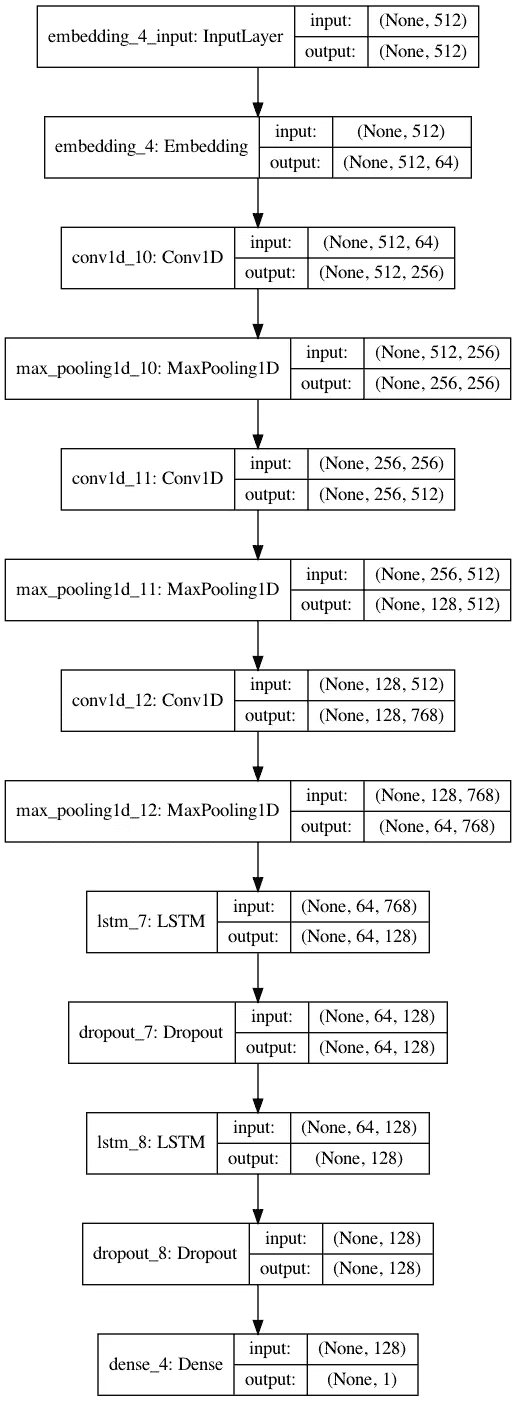 embedding_4_input: InputLayer
input: (None, 512)
output: (None, 512)
embedding_4: Embedding
input: (None, 512)
output: (None, 512, 64)
conv1d_10: Conv1D
input: (None, 512, 64)
output: (None, 512, 256)
max_pooling1d_10: MaxPooling1D
input: (None, 512, 256)
output: (None, 256, 256)
conv1d_11: Conv1D
input: (None, 256, 256)
output: (None, 256, 512)
max_pooling1d_11: MaxPooling1D
input: (None, 256, 512)
output: (None, 128, 512)
conv1d_12: Conv1D
input: (None, 128, 512)
output: (None, 128, 768)
max_pooling1d_12: MaxPooling1D
input: (None, 128, 768)
output: (None, 64, 768)
lstm_7: LSTM
input: (None, 64, 768)
output: (None, 64, 128)
dropout_7: Dropout
input: (None, 64, 128)
output: (None, 64, 128)
lstm_8: LSTM
input: (None, 64, 128)
output: (None, 128)
dropout_8: Dropout
input: (None, 128)
output: (None, 128)
dense_4: Dense
input: (None, 128)
output: (None, 1)